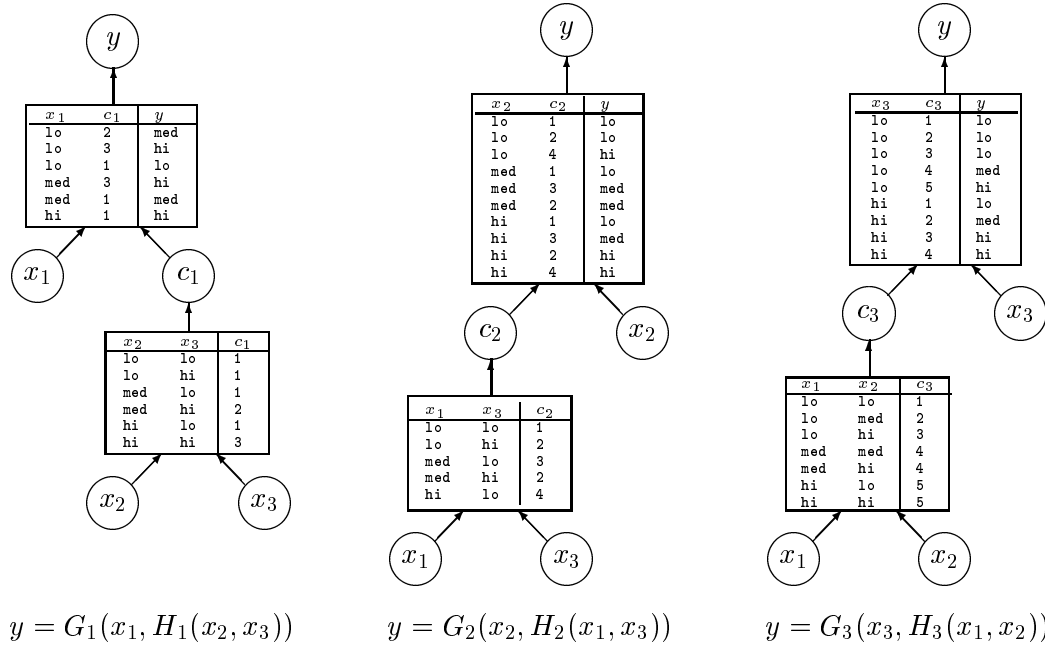 y
x1 c1 y
lo 2 med
lo 3 hi
lo 1 lo
med 3 hi
med 1 med
hi 1 hi
x1
c1
x2 x3 c1
lo lo 1
lo hi 1
med lo 1
med hi 2
hi lo 1
hi hi 3
x2
x3
y = G1(x1, H1(x2, x3))
y
x2 c2 y
lo 1 lo
lo 2 lo
lo 4 hi
med 1 lo
med 3 med
med 2 med
hi 1 lo
hi 3 med
hi 2 hi
hi 4 hi
c2
x2
x1 x3 c2
lo lo 1
lo hi 2
med lo 3
med hi 2
hi lo 4
x1
x3
y = G2(x2, H2(x1, x3))
y
x3 c3 y
lo 1 lo
lo 2 lo
lo 3 lo
lo 4 med
lo 5 hi
hi 1 lo
hi 2 med
hi 3 hi
hi 4 hi
c3
x3
x1 x2 c3
lo lo 1
lo med 2
lo hi 3
med med 4
med hi 4
hi lo 5
hi hi 5
x1
x2
y = G3(x3, H3(x1, x2))